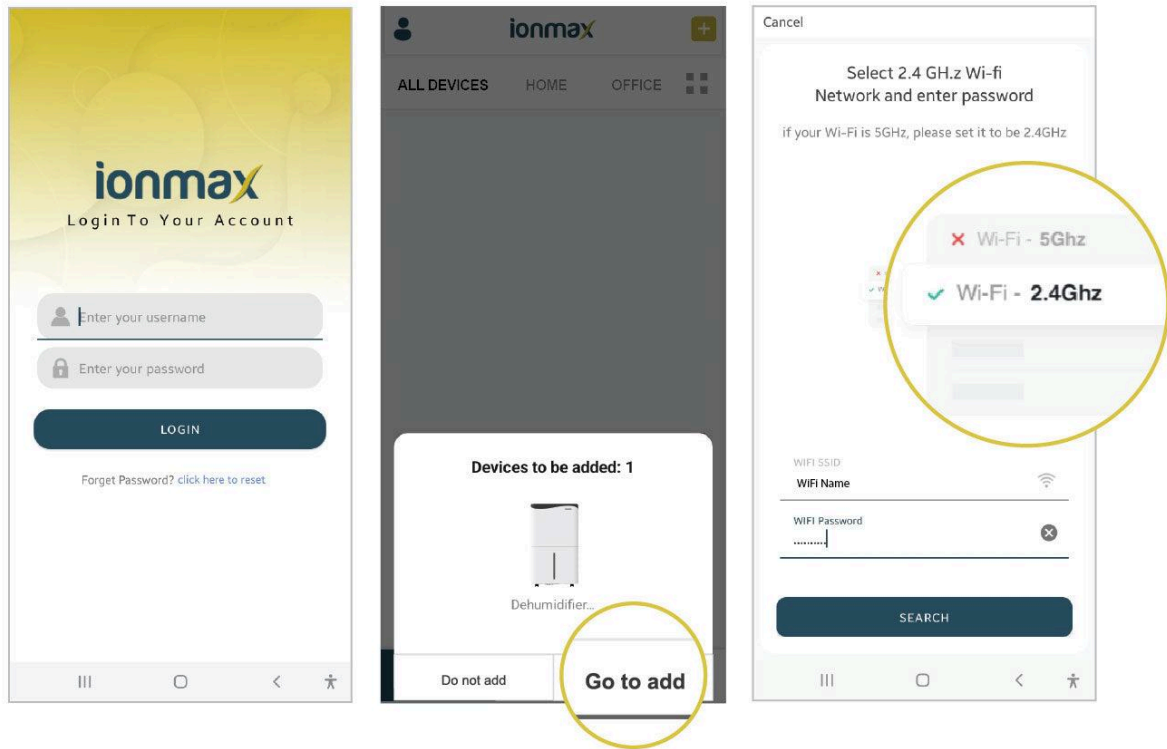 ionmax
Login To Your Account
Enter your username
Enter your password
LOGIN
Forget Password? click here to reset
ionmax
ALL DEVICES HOME OFFICE
Devices to be added: 1
Dehumidifier...
Do not add
Go to add
Cancel
Select 2.4 GH.z Wi-fi
Network and enter password
if your Wi-Fi is 5GHz, please set it to be 2.4GHz
Wi-Fi - 5Ghz
Wi-Fi - 2.4Ghz
WIFI SSID
WiFi Name
WIFI Password
SEARCH